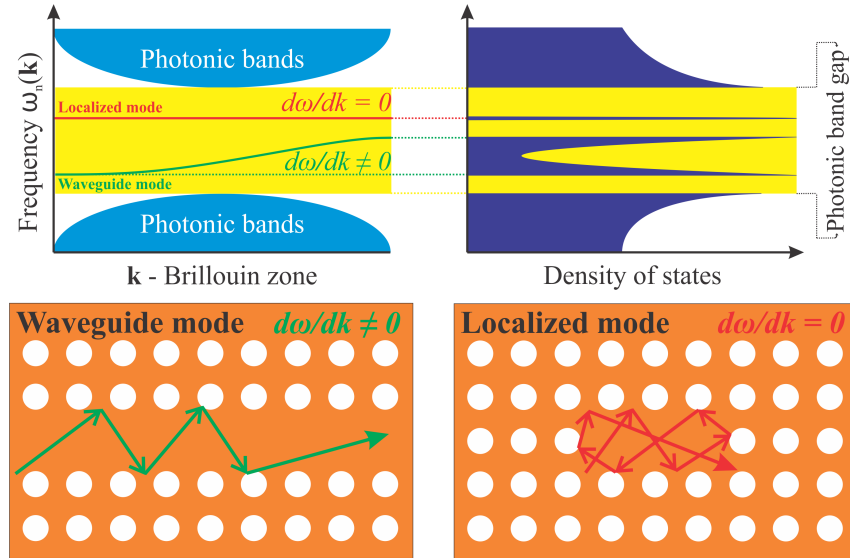 Frequency ωₙ(k)
Photonic bands
Localized mode
dω/dk = 0
dω/dk ≠ 0
Waveguide mode
Photonic bands
k - Brillouin zone
Photonic band gap
Density of states
Waveguide mode dω/dk ≠ 0
Localized mode dω/dk = 0